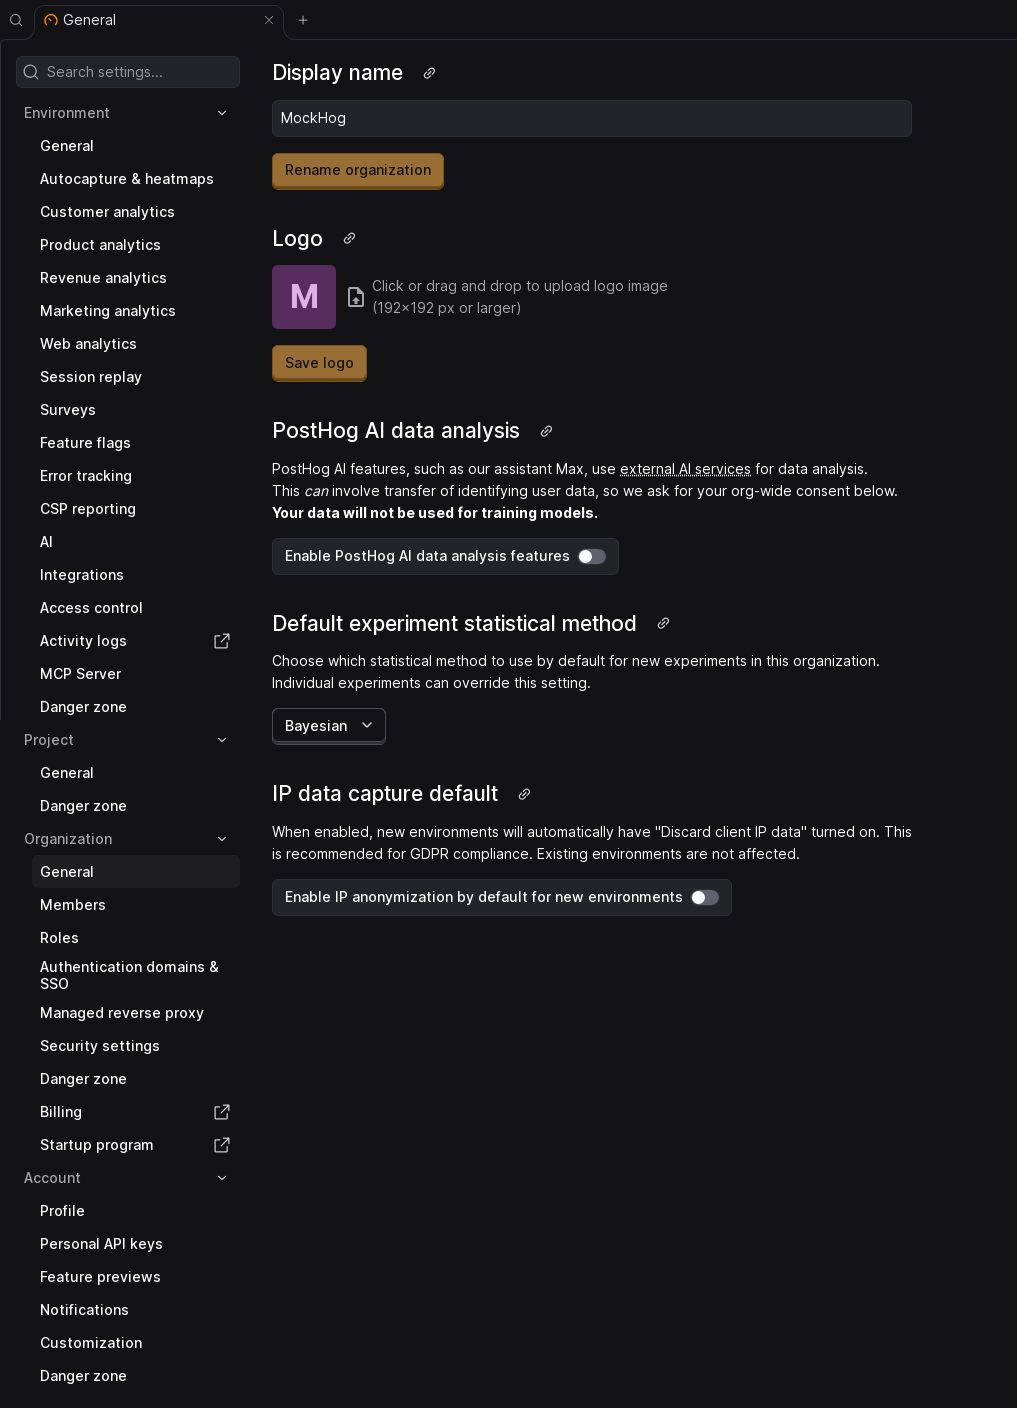 General
Search settings...
Environment
General
Autocapture & heatmaps
Customer analytics
Product analytics
Revenue analytics
Marketing analytics
Web analytics
Session replay
Surveys
Feature flags
Error tracking
CSP reporting
AI
Integrations
Access control
Activity logs
MCP Server
Danger zone
Project
General
Danger zone
Organization
General
Members
Roles
Authentication domains &
SSO
Managed reverse proxy
Security settings
Danger zone
Billing
Startup program
Account
Profile
Personal API keys
Feature previews
Notifications
Customization
Danger zone
Display name
MockHog
Rename organization
Logo
M
Click or drag and drop to upload logo image
(192×192 px or larger)
Save logo
PostHog AI data analysis
PostHog AI features, such as our assistant Max, use external AI services for data analysis.
This can involve transfer of identifying user data, so we ask for your org-wide consent below.
Your data will not be used for training models.
Enable PostHog AI data analysis features
Default experiment statistical method
Choose which statistical method to use by default for new experiments in this organization.
Individual experiments can override this setting.
Bayesian
IP data capture default
When enabled, new environments will automatically have "Discard client IP data" turned on. This
is recommended for GDPR compliance. Existing environments are not affected.
Enable IP anonymization by default for new environments